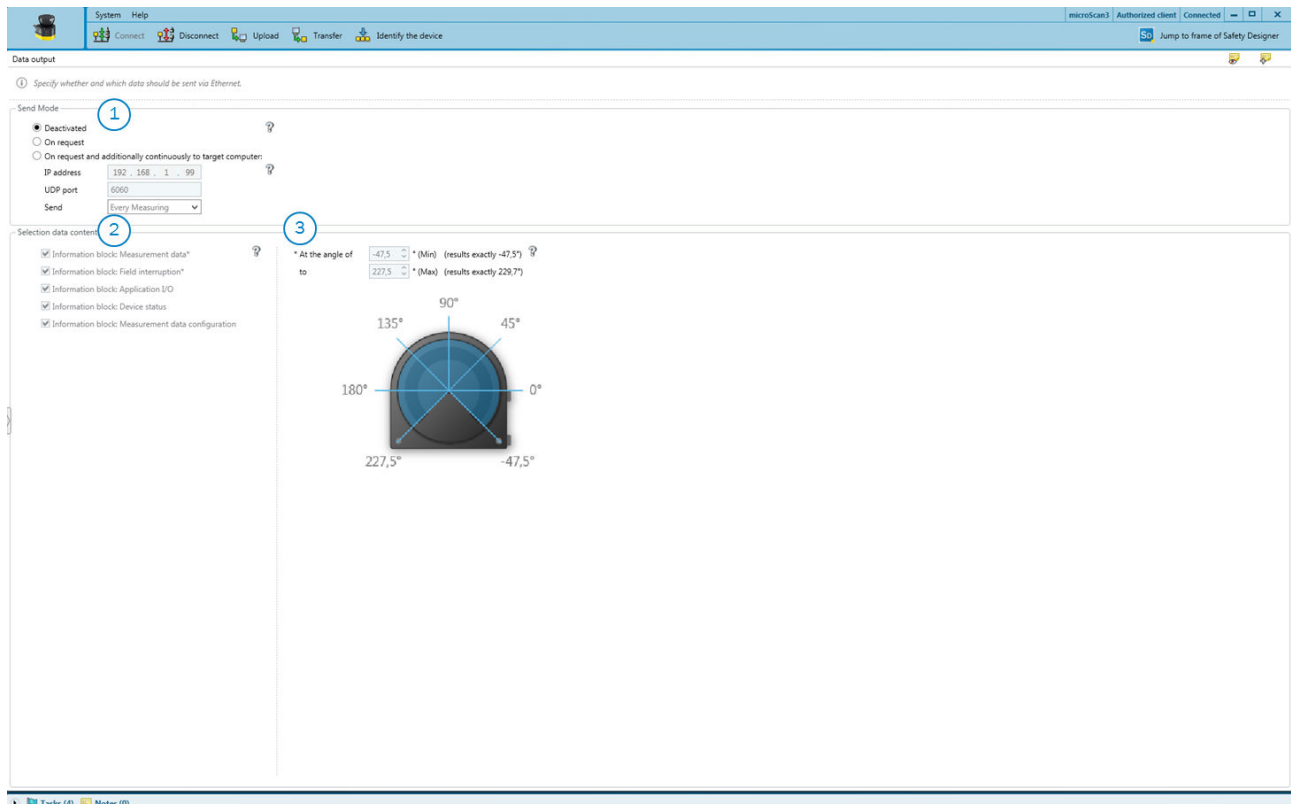 System Help
microScan3 Authorized client Connected
Connect Disconnect Upload Transfer Identify the device
So Jump to frame of Safety Designer
Data output
Specify whether and which data should be sent via Ethernet.
Send Mode
1
Deactivated
On request
On request and additionally continuously to target computer:
IP address 192 . 168 . 1 . 99
UDP port 6060
Send Every Measuring
Selection data content
2
3
Information block: Measurement data*
Information block: Field interruption*
Information block: Application I/O
Information block: Device status
Information block: Measurement data configuration
* At the angle of -47,5 ° (Min) (results exactly -47,5°)
to 227,5 ° (Max) (results exactly 229,7°)
90°
135° 45°
180° 0°
227,5° -47,5°
Tasks (4) Notes (0)